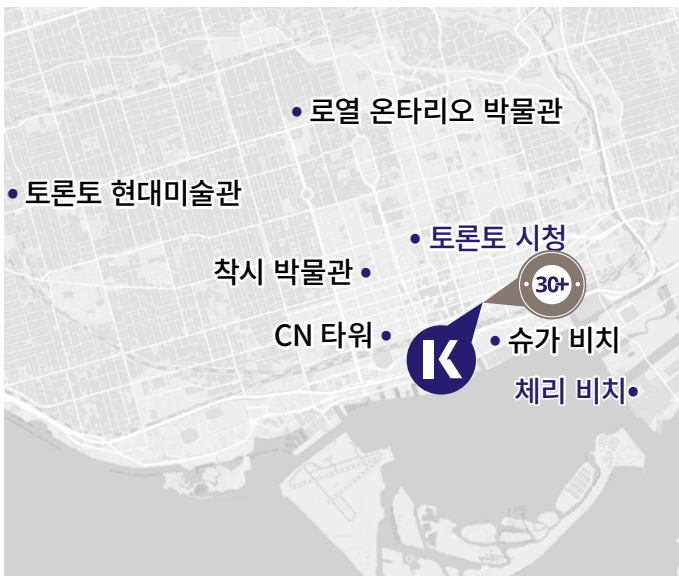 로열 온타리오 박물관
토론토 현대미술관
토론토 시청
착시 박물관
30+
CN 타워
슈가 비치
K
체리 비치